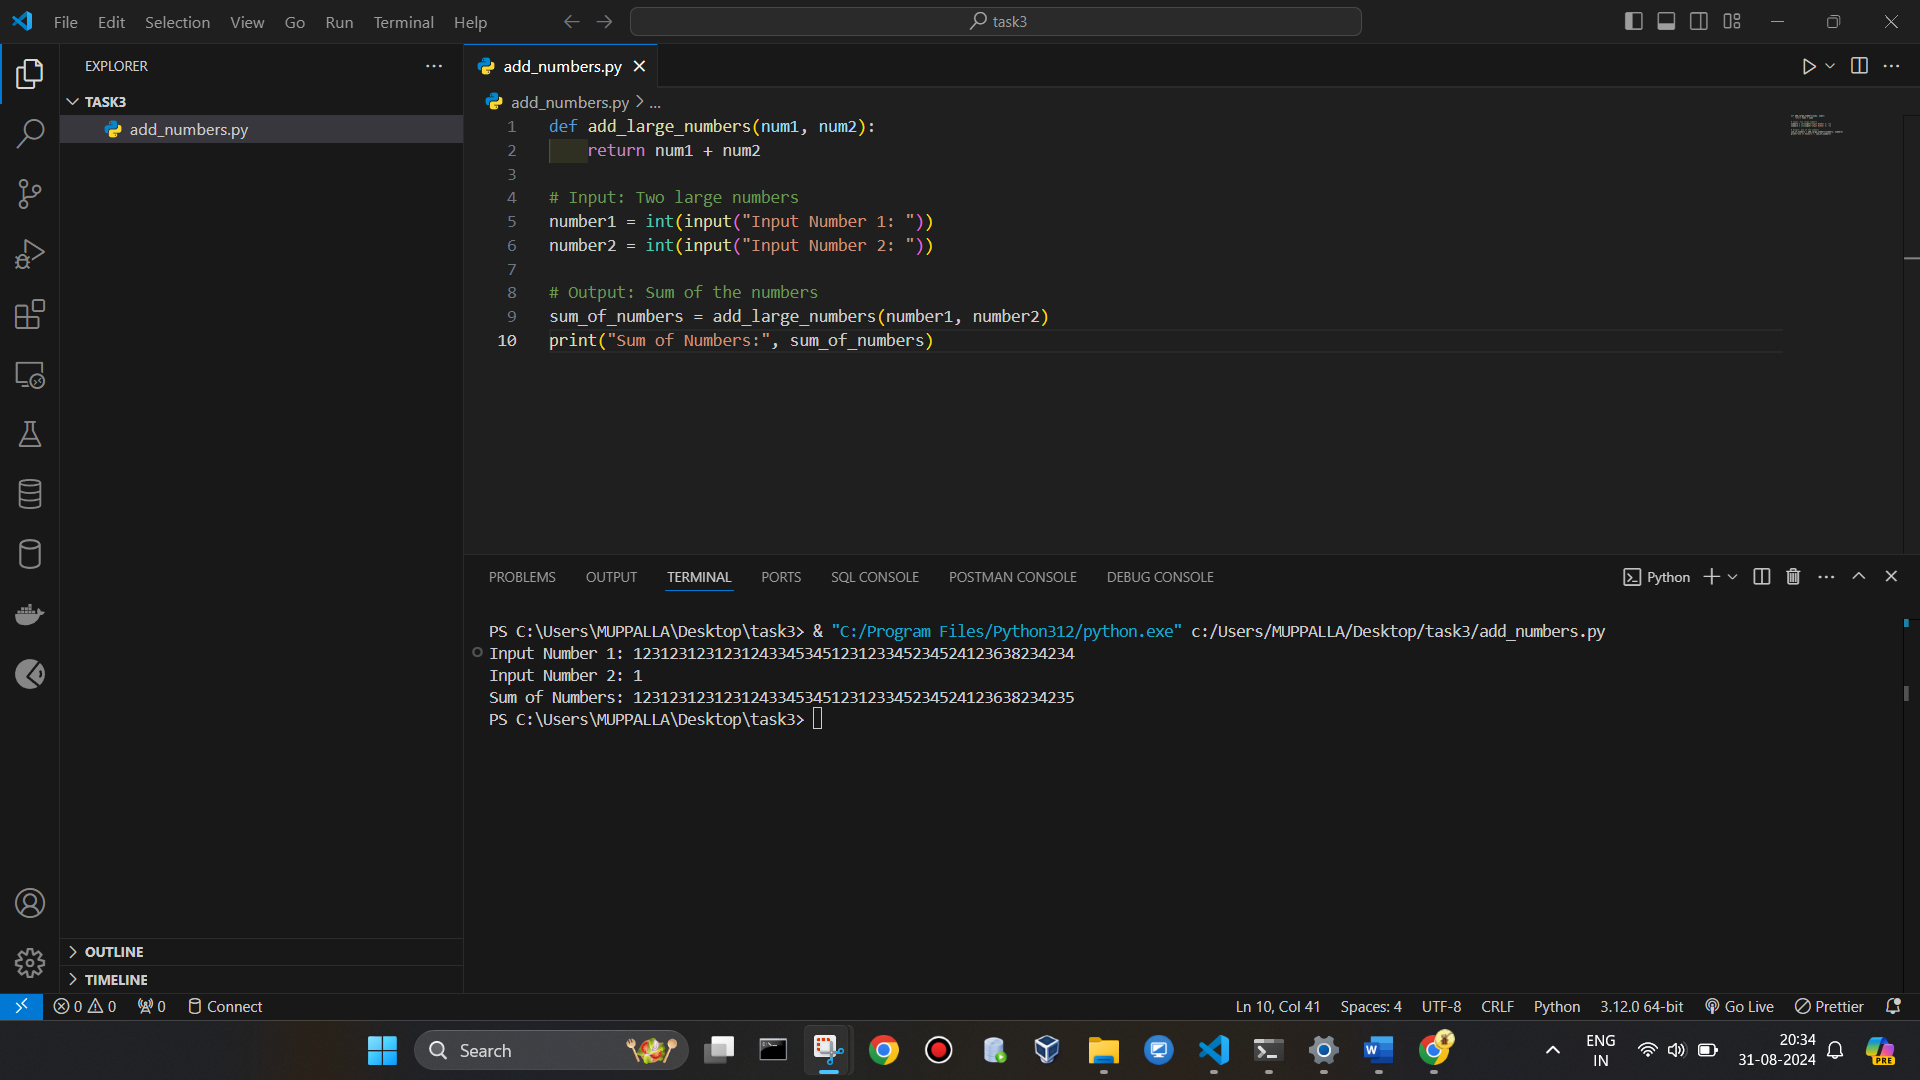 File Edit Selection View Go Run Terminal Help
task3
EXPLORER
TASK3
add_numbers.py
OUTLINE
TIMELINE
add_numbers.py
add_numbers.py > ...
1 def add_large_numbers(num1, num2):
2 return num1 + num2
3
4 # Input: Two large numbers
5 number1 = int(input("Input Number 1: "))
6 number2 = int(input("Input Number 2: "))
7
8 # Output: Sum of the numbers
9 sum_of_numbers = add_large_numbers(number1, number2)
10 print("Sum of Numbers:", sum_of_numbers)
PROBLEMS OUTPUT TERMINAL PORTS SQL CONSOLE POSTMAN CONSOLE DEBUG CONSOLE
Python
PS C:\Users\MUPPALLA\Desktop\task3> & "C:/Program Files/Python312/python.exe" c:/Users/MUPPALLA/Desktop/task3/add_numbers.py
Input Number 1: 1231231231231243345345123123345234524123638234234
Input Number 2: 1
Sum of Numbers: 1231231231231243345345123123345234524123638234235
PS C:\Users\MUPPALLA\Desktop\task3>
0 0 0 Connect
Ln 10, Col 41 Spaces: 4 UTF-8 CRLF Python 3.12.0 64-bit Go Live Prettier
Search
ENG
IN
20:34
31-08-2024
PRE